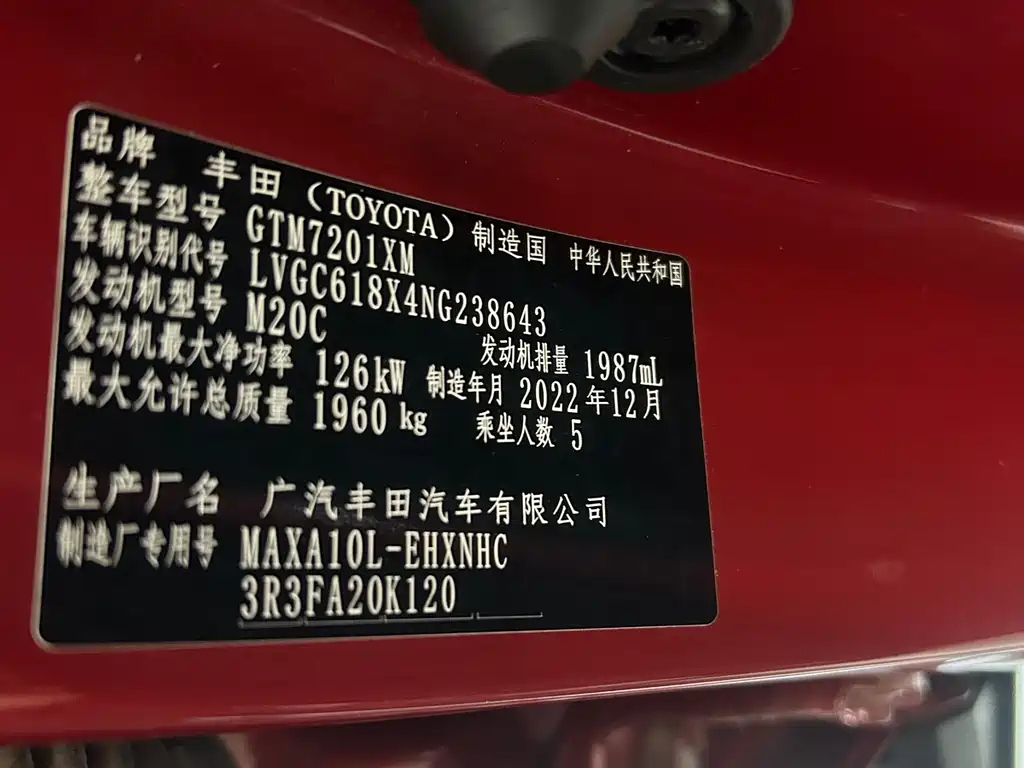 品牌 丰田（TOYOTA） 制造国 中华人民共和国
整车型号 GTM7201XM
车辆识别代号 LVGC618X4NG238643
发动机型号 M20C 发动机排量 1987mL
发动机最大净功率 126kW 制造年月 2022年12月
最大允许总质量 1960kg 乘坐人数 5
生产厂名 广汽丰田汽车有限公司
制造厂专用号 MAXA10L-EHXNHC
3R3FA20K120